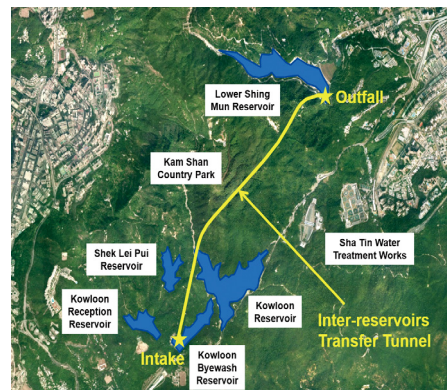 Lower Shing
Mun Reservoir
Outfall
Kam Shan
Country Park
Sha Tin Water
Treatment Works
Shek Lei Pui
Reservoir
Kowloon
Reception
Reservoir
Kowloon
Reservoir
Inter-reservoirs
Transfer Tunnel
Intake
Kowloon
Byewash
Reservoir